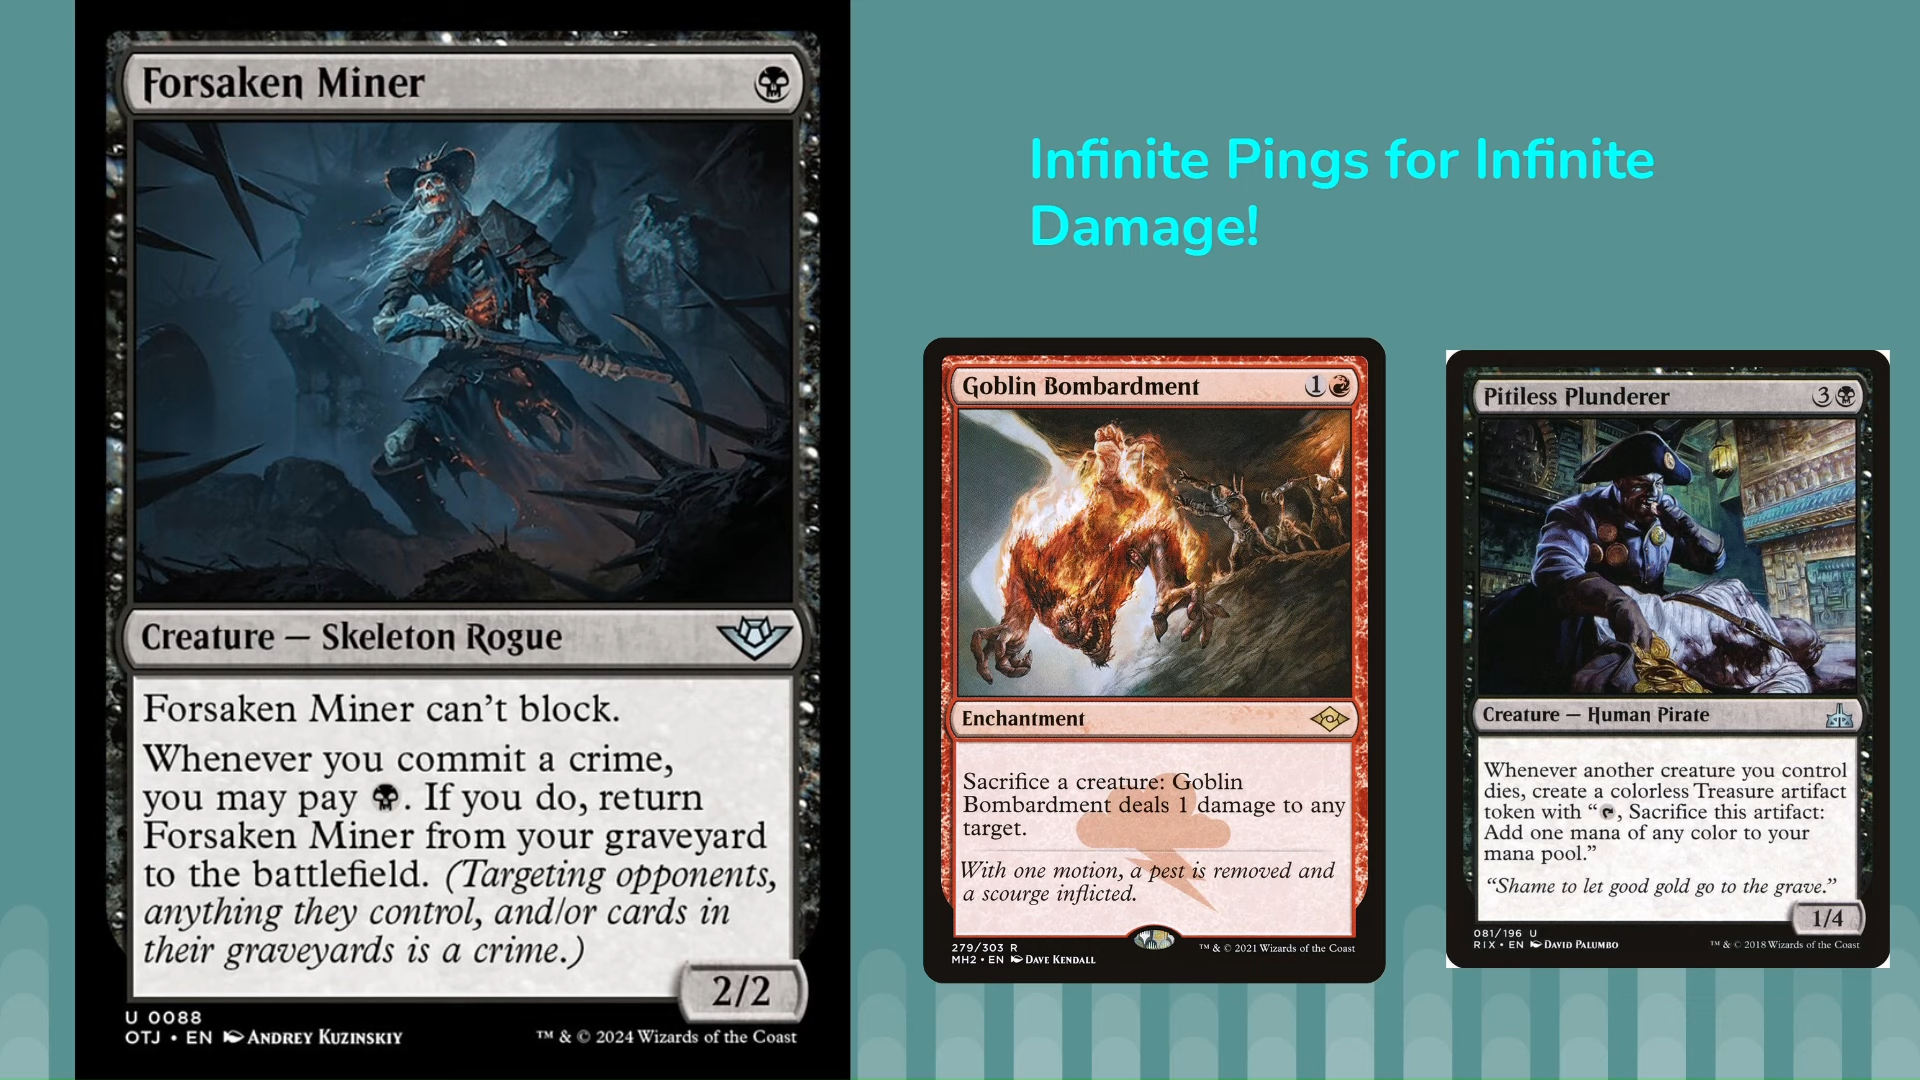 Forsaken Miner
Creature — Skeleton Rogue
Forsaken Miner can't block.
Whenever you commit a crime,
you may pay . If you do, return
Forsaken Miner from your graveyard
to the battlefield. (Targeting opponents,
anything they control, and/or cards in
their graveyards is a crime.)
2/2
U 0088
OTJ • EN ANDREY KUZINSKIY
™ & © 2024 Wizards of the Coast
Infinite Pings for Infinite
Damage!
Goblin Bombardment 1
Enchantment
Sacrifice a creature: Goblin
Bombardment deals 1 damage to any
target.
With one motion, a pest is removed and
a scourge inflicted.
279/303 R
MH2 • EN DAVE KENDALL
™ & © 2021 Wizards of the Coast
Pitiless Plunderer 3
Creature — Human Pirate
Whenever another creature you control
dies, create a colorless Treasure artifact
token with “, Sacrifice this artifact:
Add one mana of any color to your
mana pool.”
“Shame to let good gold go to the grave.”
1/4
081/196 U
RIX • EN DAVID PALUMBO
™ & © 2018 Wizards of the Coast